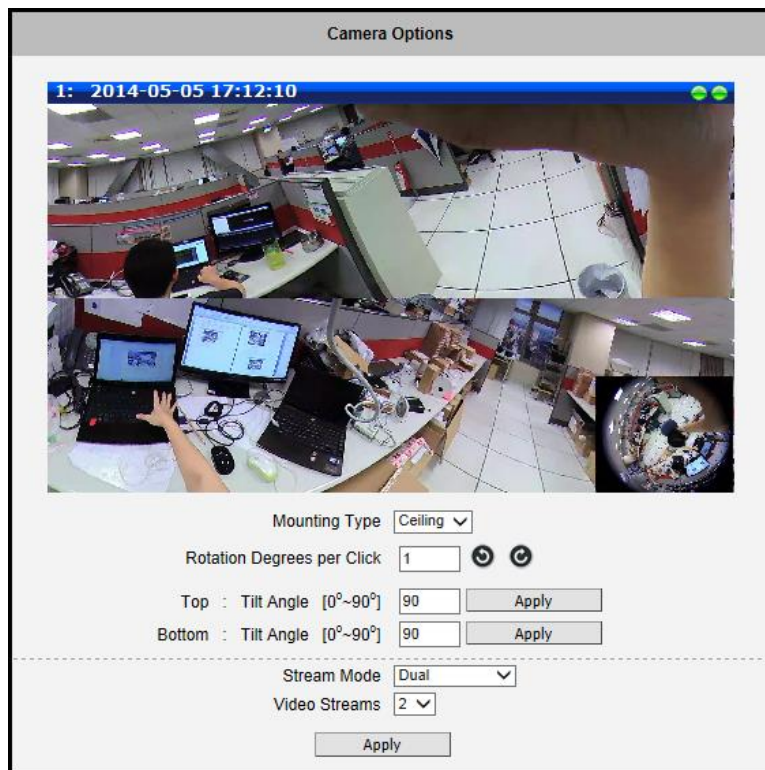 Camera Options
1: 2014-05-05 17:12:10
Mounting Type Ceiling
Rotation Degrees per Click 1
Top : Tilt Angle [0°~90°] 90 Apply
Bottom : Tilt Angle [0°~90°] 90 Apply
Stream Mode Dual
Video Streams 2
Apply